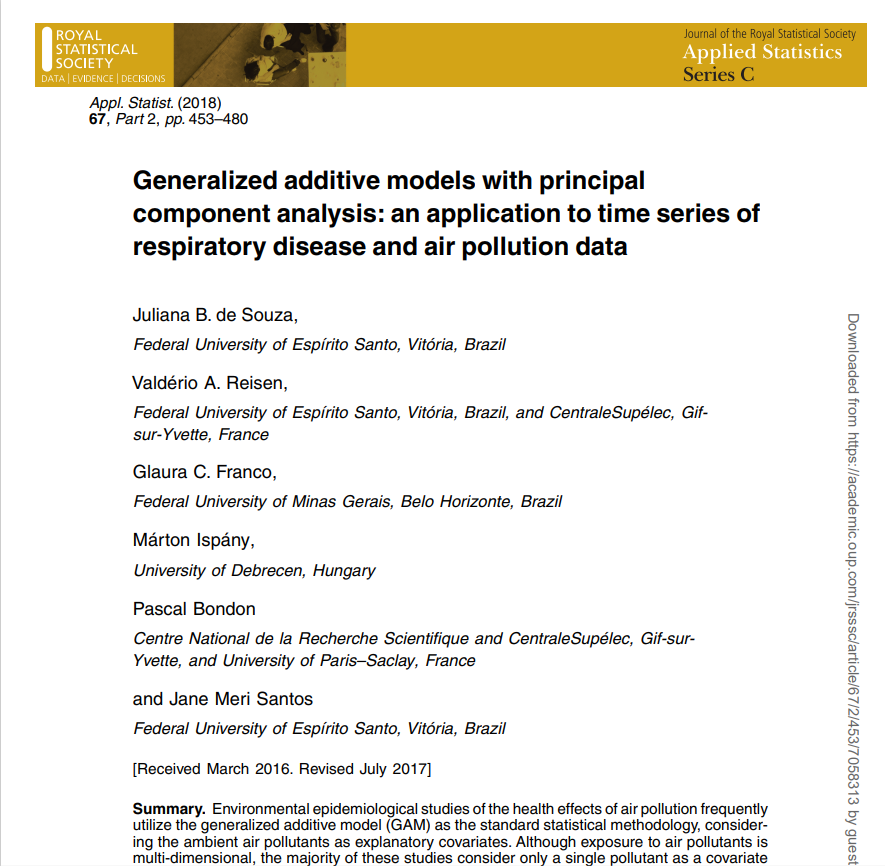 ROYAL
STATISTICAL
SOCIETY
DATA | EVIDENCE | DECISIONS
Journal of the Royal Statistical Society
Applied Statistics
Series C
Appl. Statist. (2018)
67, Part 2, pp. 453–480
Generalized additive models with principal
component analysis: an application to time series of
respiratory disease and air pollution data
Juliana B. de Souza,
Federal University of Espírito Santo, Vitória, Brazil
Valdério A. Reisen,
Federal University of Espírito Santo, Vitória, Brazil, and CentraleSupélec, Gif-
sur-Yvette, France
Glaura C. Franco,
Federal University of Minas Gerais, Belo Horizonte, Brazil
Márton Ispány,
University of Debrecen, Hungary
Pascal Bondon
Centre National de la Recherche Scientifique and CentraleSupélec, Gif-sur-
Yvette, and University of Paris–Saclay, France
and Jane Meri Santos
Federal University of Espírito Santo, Vitória, Brazil
[Received March 2016. Revised July 2017]
Summary. Environmental epidemiological studies of the health effects of air pollution frequently
utilize the generalized additive model (GAM) as the standard statistical methodology, consider-
ing the ambient air pollutants as explanatory covariates. Although exposure to air pollutants is
multi-dimensional, the majority of these studies consider only a single pollutant as a covariate
Downloaded from https://academic.oup.com/jrsssc/article/67/2/453/7058313 by guest